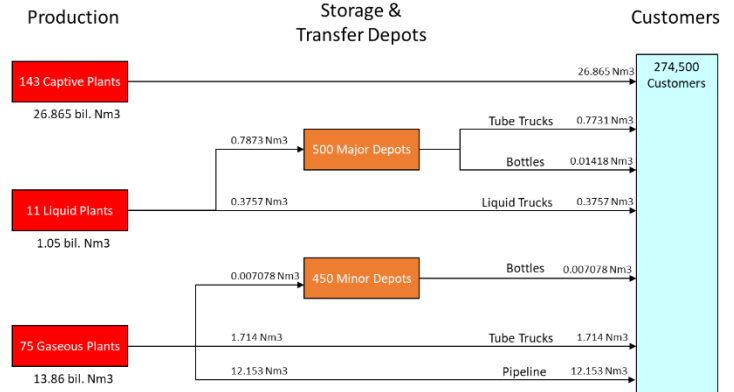 Production
Storage &
Transfer Depots
Customers
143 Captive Plants
26.865 Nm3
274,500
Customers
26.865 bil. Nm3
0.7873 Nm3
500 Major Depots
Tube Trucks 0.7731 Nm3
Bottles 0.01418 Nm3
11 Liquid Plants
0.3757 Nm3
Liquid Trucks 0.3757 Nm3
1.05 bil. Nm3
0.007078 Nm3
450 Minor Depots
Bottles 0.007078 Nm3
75 Gaseous Plants
1.714 Nm3
Tube Trucks 1.714 Nm3
12.153 Nm3
Pipeline 12.153 Nm3
13.86 bil. Nm3